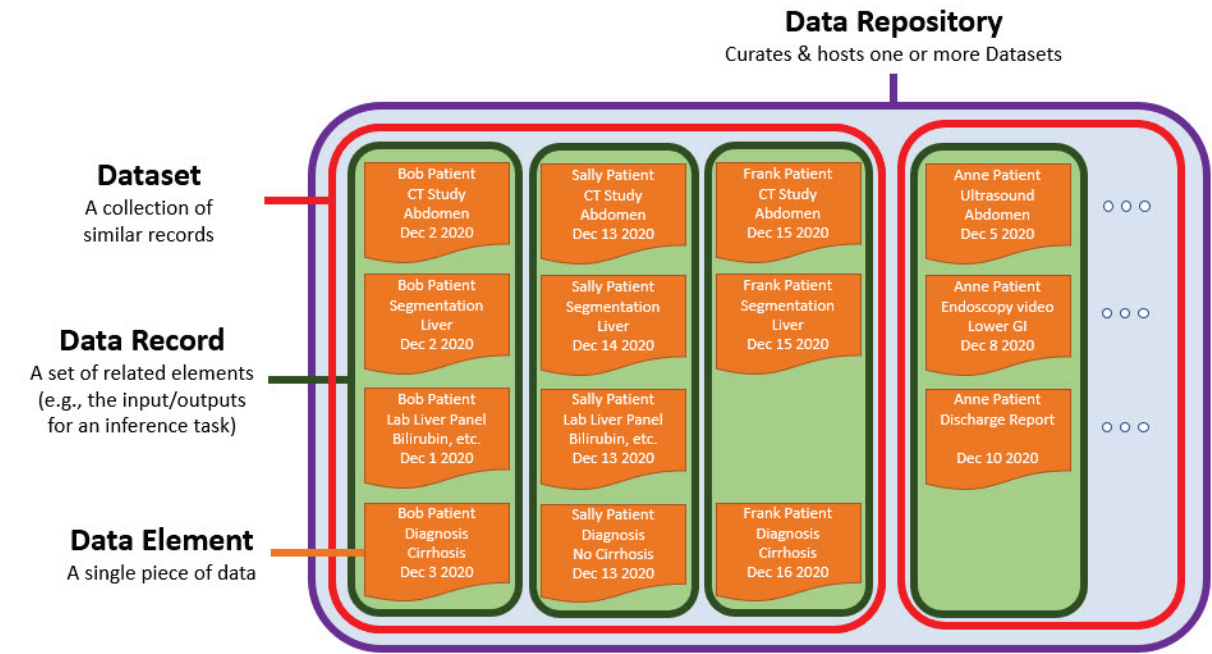 Data Repository
Curates & hosts one or more Datasets
Dataset
A collection of
similar records
Data Record
A set of related elements
(e.g., the input/outputs
for an inference task)
Data Element
A single piece of data
Bob Patient
CT Study
Abdomen
Dec 2 2020
Bob Patient
Segmentation
Liver
Dec 2 2020
Bob Patient
Lab Liver Panel
Bilirubin, etc.
Dec 1 2020
Bob Patient
Diagnosis
Cirrhosis
Dec 3 2020
Sally Patient
CT Study
Abdomen
Dec 13 2020
Sally Patient
Segmentation
Liver
Dec 14 2020
Sally Patient
Lab Liver Panel
Bilirubin, etc.
Dec 13 2020
Sally Patient
Diagnosis
No Cirrhosis
Dec 13 2020
Frank Patient
CT Study
Abdomen
Dec 15 2020
Frank Patient
Segmentation
Liver
Dec 15 2020
Frank Patient
Diagnosis
Cirrhosis
Dec 16 2020
Anne Patient
Ultrasound
Abdomen
Dec 5 2020
Anne Patient
Endoscopy video
Lower GI
Dec 8 2020
Anne Patient
Discharge Report
Dec 10 2020